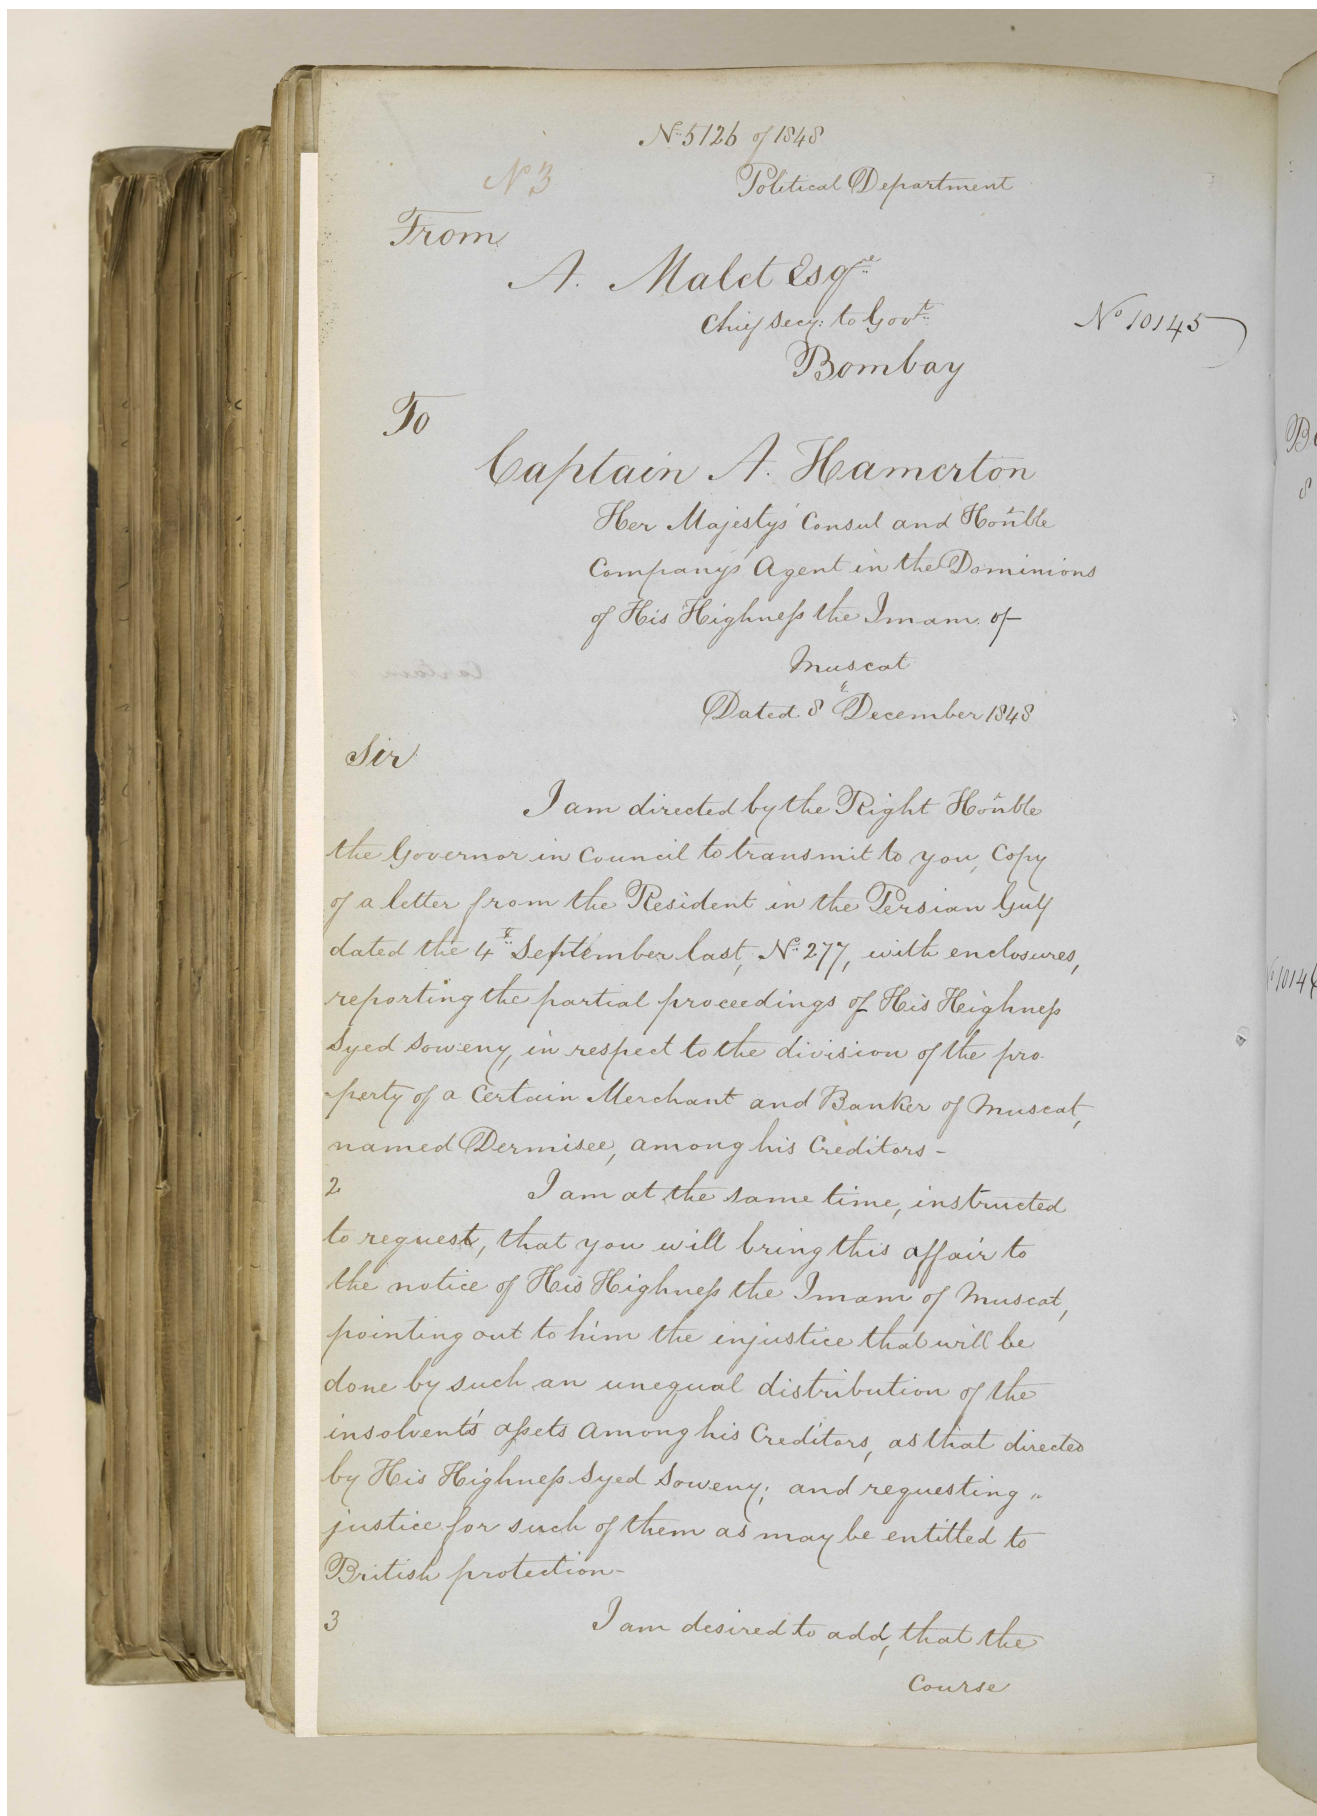 No. 5126 of 1848
No 3
Political Department
From
A. Malet Esqre
Chief Secy: to Govt.
No 10145
Bombay
To
Captain A. Hamerton
Her Majestys' Consul and Honble
Company's Agent in the Dominions
of His Highness the Imam of
Muscat
Dated 8th December 1848
Sir
I am directed by the Right Honble
the Governor in Council to transmit to you, Copy
of a letter from the Resident in the Persian Gulf
dated the 4th September last, No. 277, with enclosures,
reporting the partial proceedings of His Highness
Syed Soweny, in respect to the division of the pro-
perty of a Certain Merchant and Banker of Muscat,
named Dermisee, among his Creditors -
2 I am at the same time, instructed
to request, that you will bring this affair to
the notice of His Highness the Imam of Muscat,
pointing out to him the injustice that will be
done by such an unequal distribution of the
insolvent's assets among his Creditors, as that directed
by His Highness Syed Soweny; and requesting "
justice for such of them as may be entitled to
British protection -
3 I am desired to add, that the
Course